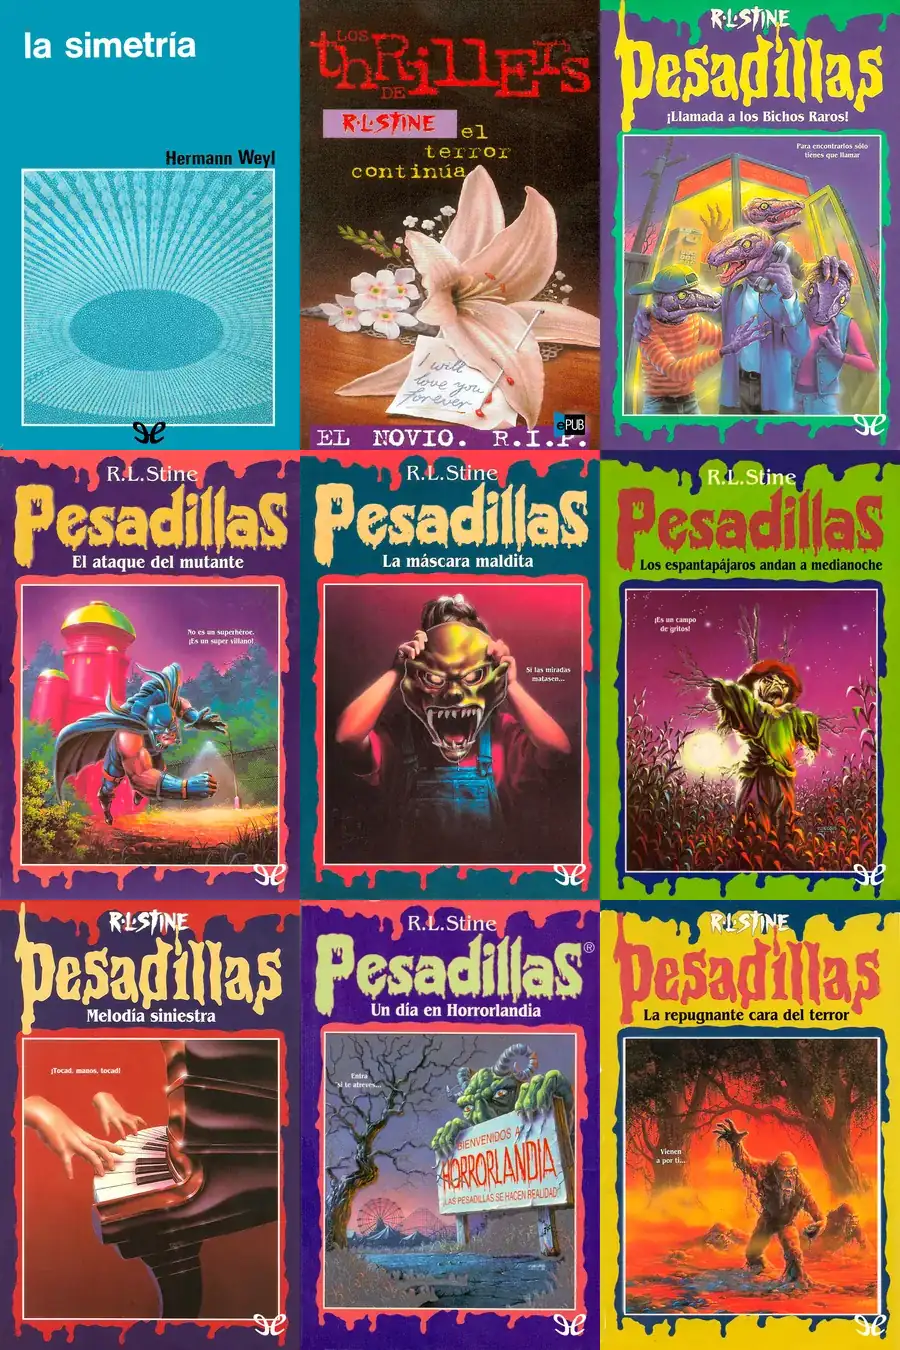 la simetría
Hermann Weyl
LOS
thRillErs
DE
R.L.STINE
el
terror
continúa
I will
love you
forever
ePUB
EL NOVIO. R.I.P.
R.L.STINE
Pesadillas
¡Llamada a los Bichos Raros!
Para encontrarlos sólo
tienes que llamar
R.L.Stine
Pesadillas
El ataque del mutante
No es un superhéroe.
¡Es un super villano!
R.L.Stine
Pesadillas
La máscara maldita
Si las miradas
matasen...
R.L.Stine
Pesadillas
Los espantapájaros andan a medianoche
¡Es un campo
de gritos!
R.L.STINE
Pesadillas
Melodía siniestra
¡Tocad, manos, tocad!
R.L.Stine
Pesadillas®
Un día en Horrorlandia
Entra
si te atreves...
BIENVENIDOS A
HORRORLANDIA
LAS PESADILLAS SE HACEN REALIDAD
R.L.STINE
Pesadillas
La repugnante cara del terror
Vienen
a por ti...